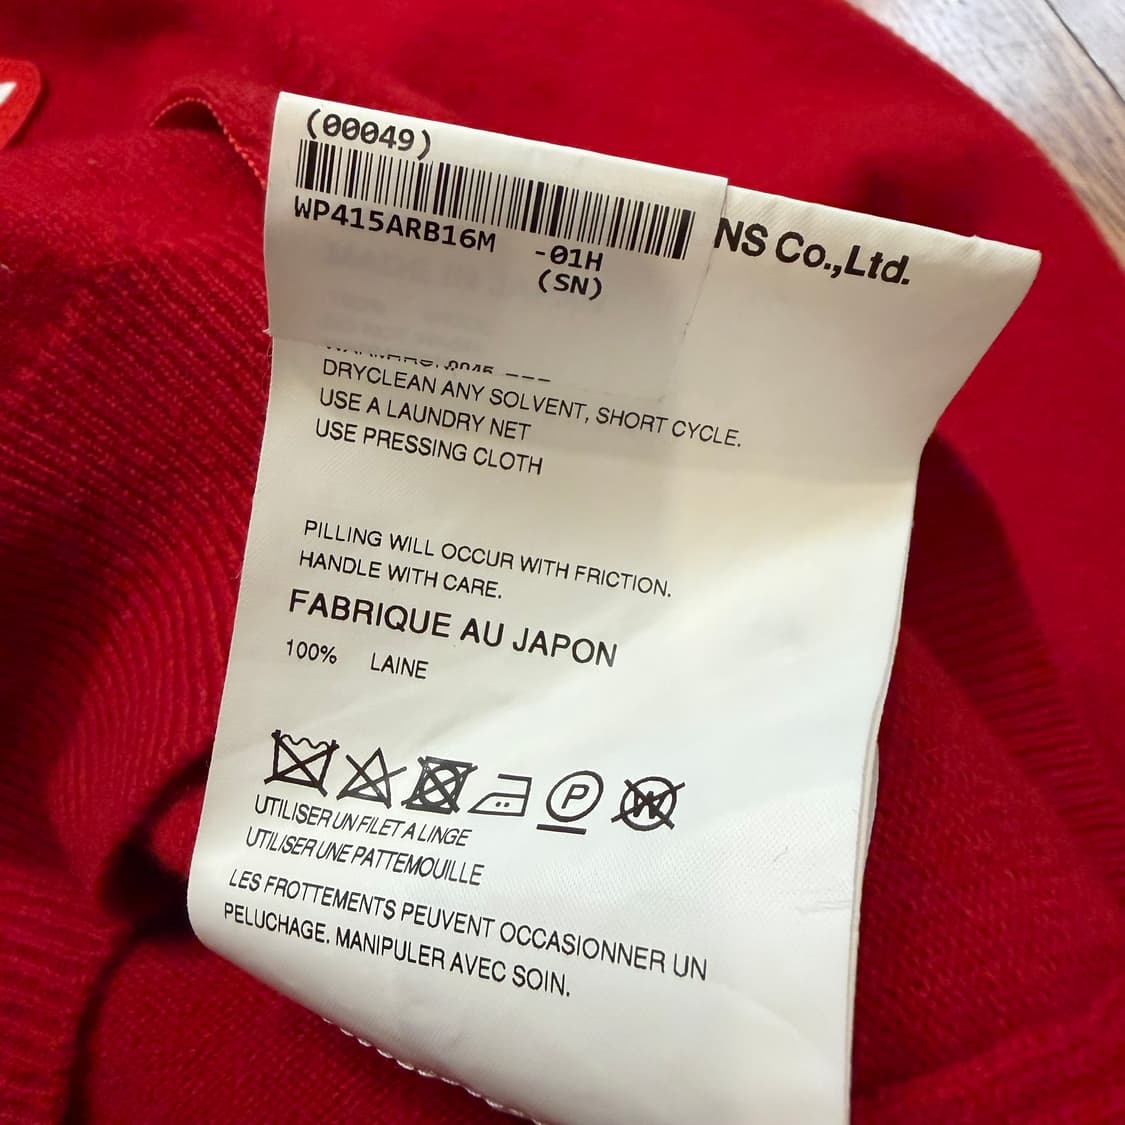 (00049)
WP415ARB16M -01H
(SN)
NS Co.,Ltd.
DRYCLEAN ANY SOLVENT, SHORT CYCLE.
USE A LAUNDRY NET
USE PRESSING CLOTH
PILLING WILL OCCUR WITH FRICTION.
HANDLE WITH CARE.
FABRIQUE AU JAPON
100% LAINE
P W
UTILISER UN FILET A LINGE
UTILISER UNE PATTEMOUILLE
LES FROTTEMENTS PEUVENT OCCASIONNER UN
PELUCHAGE. MANIPULER AVEC SOIN.